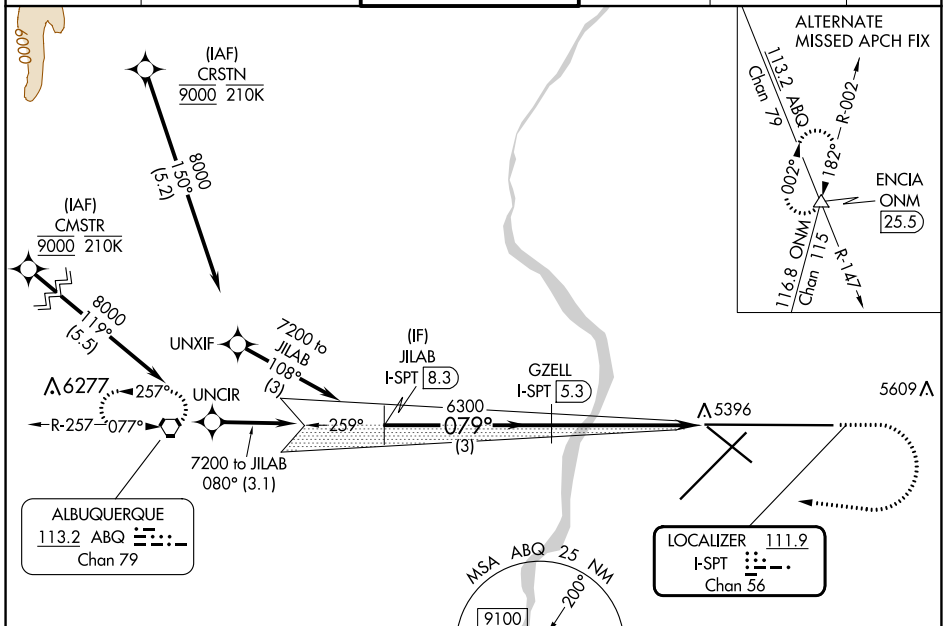 6000
(IAF)
CRSTN
9000 210K
8000
150°
(5.2)
(IAF)
CMSTR
9000 210K
8000
119°
(5.5)
UNXIF
7200 to
JILAB
108°
(3)
(IF)
JILAB
I-SPT 8.3
GZELL
I-SPT 5.3
6277
257°
R-257
077°
UNCIR
7200 to JILAB
080° (3.1)
259°
6300
079°
(3)
5396
5609
ALBUQUERQUE
113.2 ABQ
Chan 79
LOCALIZER 111.9
I-SPT
Chan 56
MSA ABQ 25 NM
200°
9100
ALTERNATE
MISSED APCH FIX
113.2 ABQ
Chan 79
R-002
002°
182°
ENCIA
ONM
25.5
116.8 ONM
Chan 115
R-147